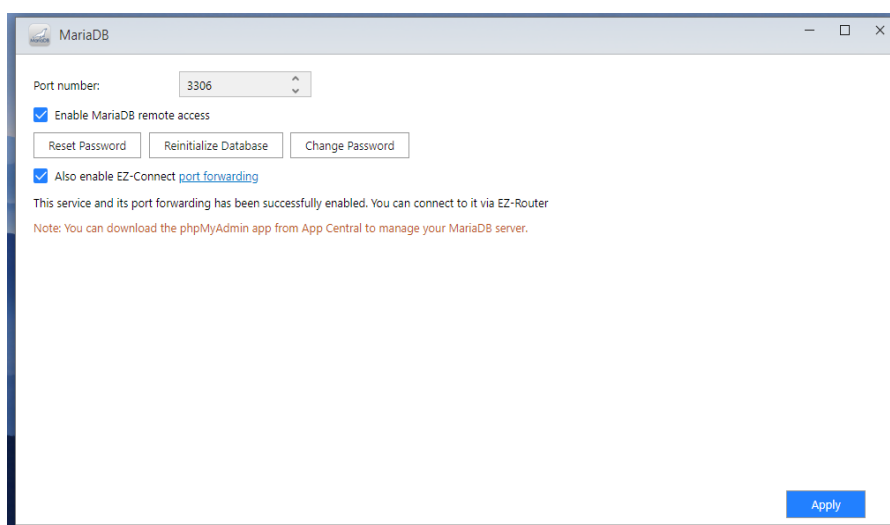 MariaDB
Port number: 3306
Enable MariaDB remote access
Reset Password Reinitialize Database Change Password
Also enable EZ-Connect port forwarding
This service and its port forwarding has been successfully enabled. You can connect to it via EZ-Router
Note: You can download the phpMyAdmin app from App Central to manage your MariaDB server.
Apply